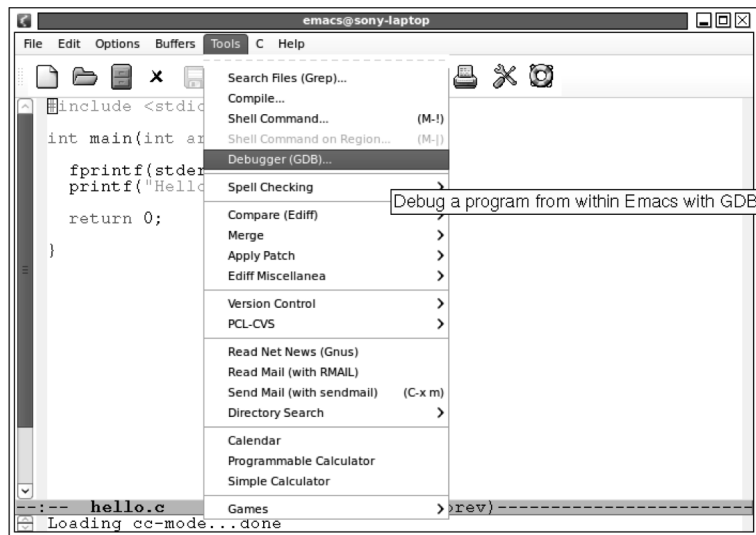 emacs@sony-laptop
File Edit Options Buffers Tools C Help
Search Files (Grep)...
Compile...
Shell Command... (M-!)
Shell Command on Region... (M-|)
Debugger (GDB)...
Spell Checking
Debug a program from within Emacs with GDB
Compare (Ediff)
Merge
Apply Patch
Ediff Miscellanea
Version Control
PCL-CVS
Read Net News (Gnus)
Read Mail (with RMAIL)
Send Mail (with sendmail) (C-x m)
Directory Search
Calendar
Programmable Calculator
Simple Calculator
Games
#include <stdic
int main(int ar
fprintf(stder
printf("Hello
return 0;
}
--:-- hello.c prev)------------------------
Loading cc-mode...done